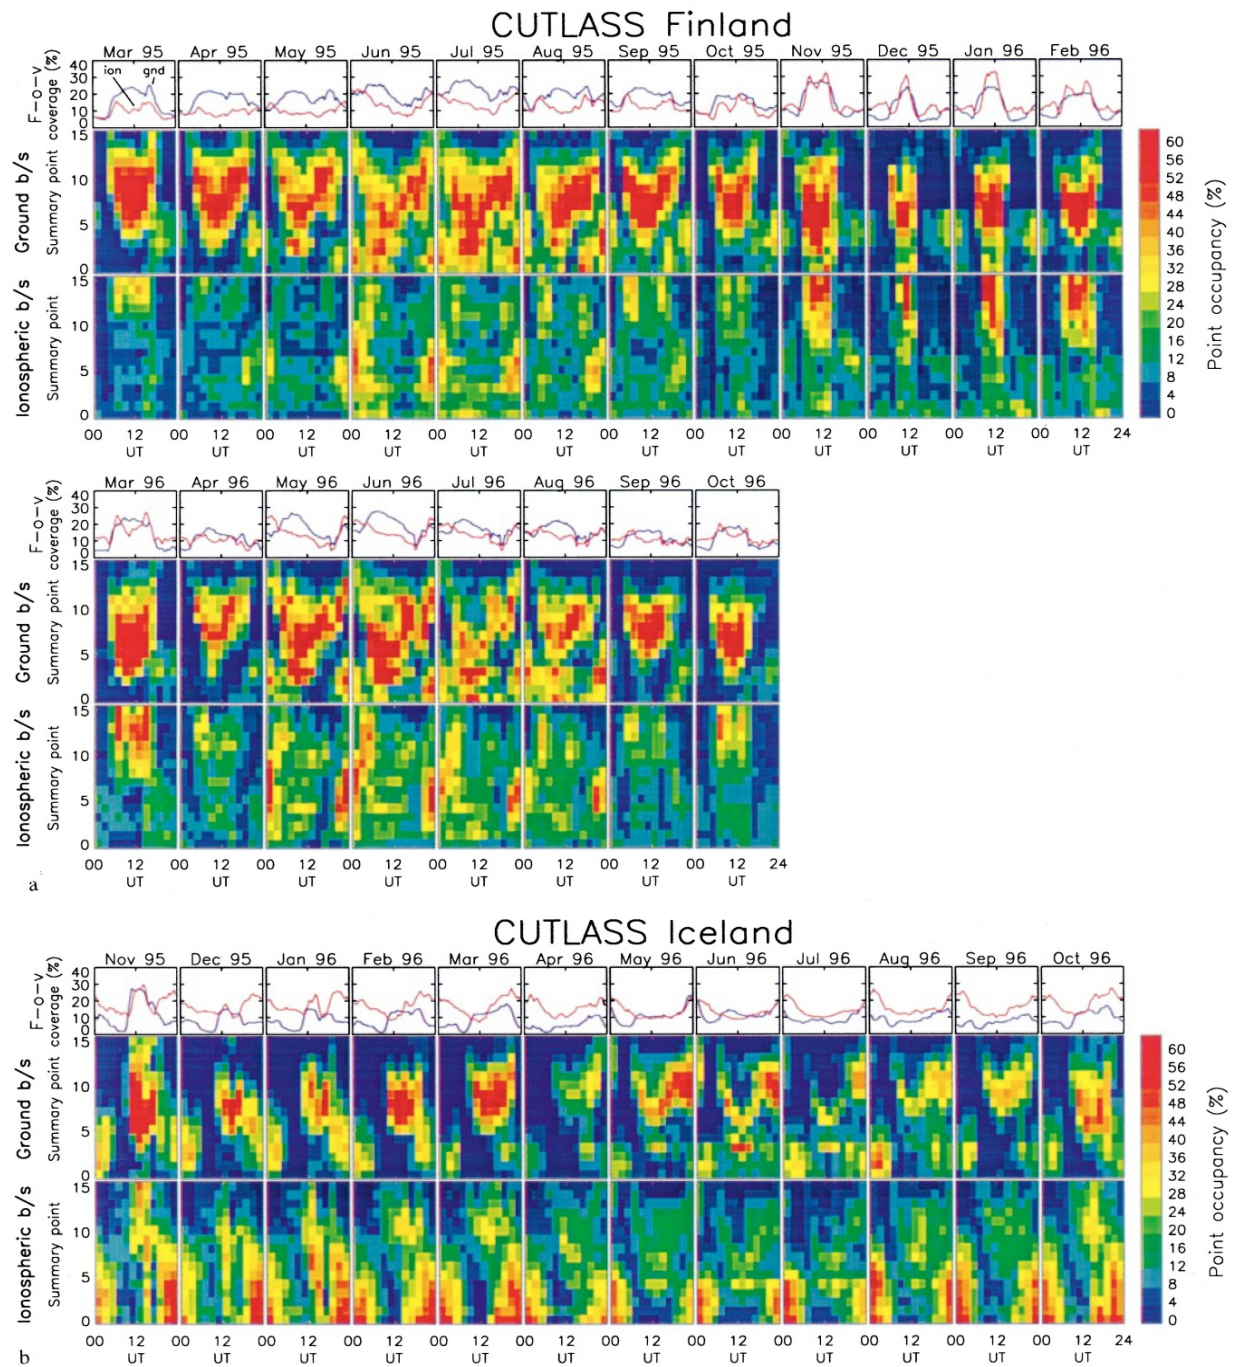 CUTLASS Finland
Mar 95 Apr 95 May 95 Jun 95 Jul 95 Aug 95 Sep 95 Oct 95 Nov 95 Dec 95 Jan 96 Feb 96
F-o-v coverage (%)
40
30
20
10
0
ion gnd
Ground b/s
Summary point
15
10
5
0
Ionospheric b/s
Summary point
15
10
5
0
00 12 00 12 00 12 00 12 00 12 00 12 00 12 00 12 00 12 00 12 00 12 00 12 24
UT UT UT UT UT UT UT UT UT UT UT UT
60
56
52
48
44
40
36
32
28
24
20
16
12
8
4
0
Point occupancy (%)
Mar 96 Apr 96 May 96 Jun 96 Jul 96 Aug 96 Sep 96 Oct 96
F-o-v coverage (%)
40
30
20
10
0
Ground b/s
Summary point
15
10
5
0
Ionospheric b/s
Summary point
15
10
5
0
00 12 00 12 00 12 00 12 00 12 00 12 00 12 00 12 24
UT UT UT UT UT UT UT UT
a
CUTLASS Iceland
Nov 95 Dec 95 Jan 96 Feb 96 Mar 96 Apr 96 May 96 Jun 96 Jul 96 Aug 96 Sep 96 Oct 96
F-o-v coverage (%)
40
30
20
10
0
Ground b/s
Summary point
15
10
5
0
Ionospheric b/s
Summary point
15
10
5
0
00 12 00 12 00 12 00 12 00 12 00 12 00 12 00 12 00 12 00 12 00 12 00 12 24
UT UT UT UT UT UT UT UT UT UT UT UT
60
56
52
48
44
40
36
32
28
24
20
16
12
8
4
0
Point occupancy (%)
b